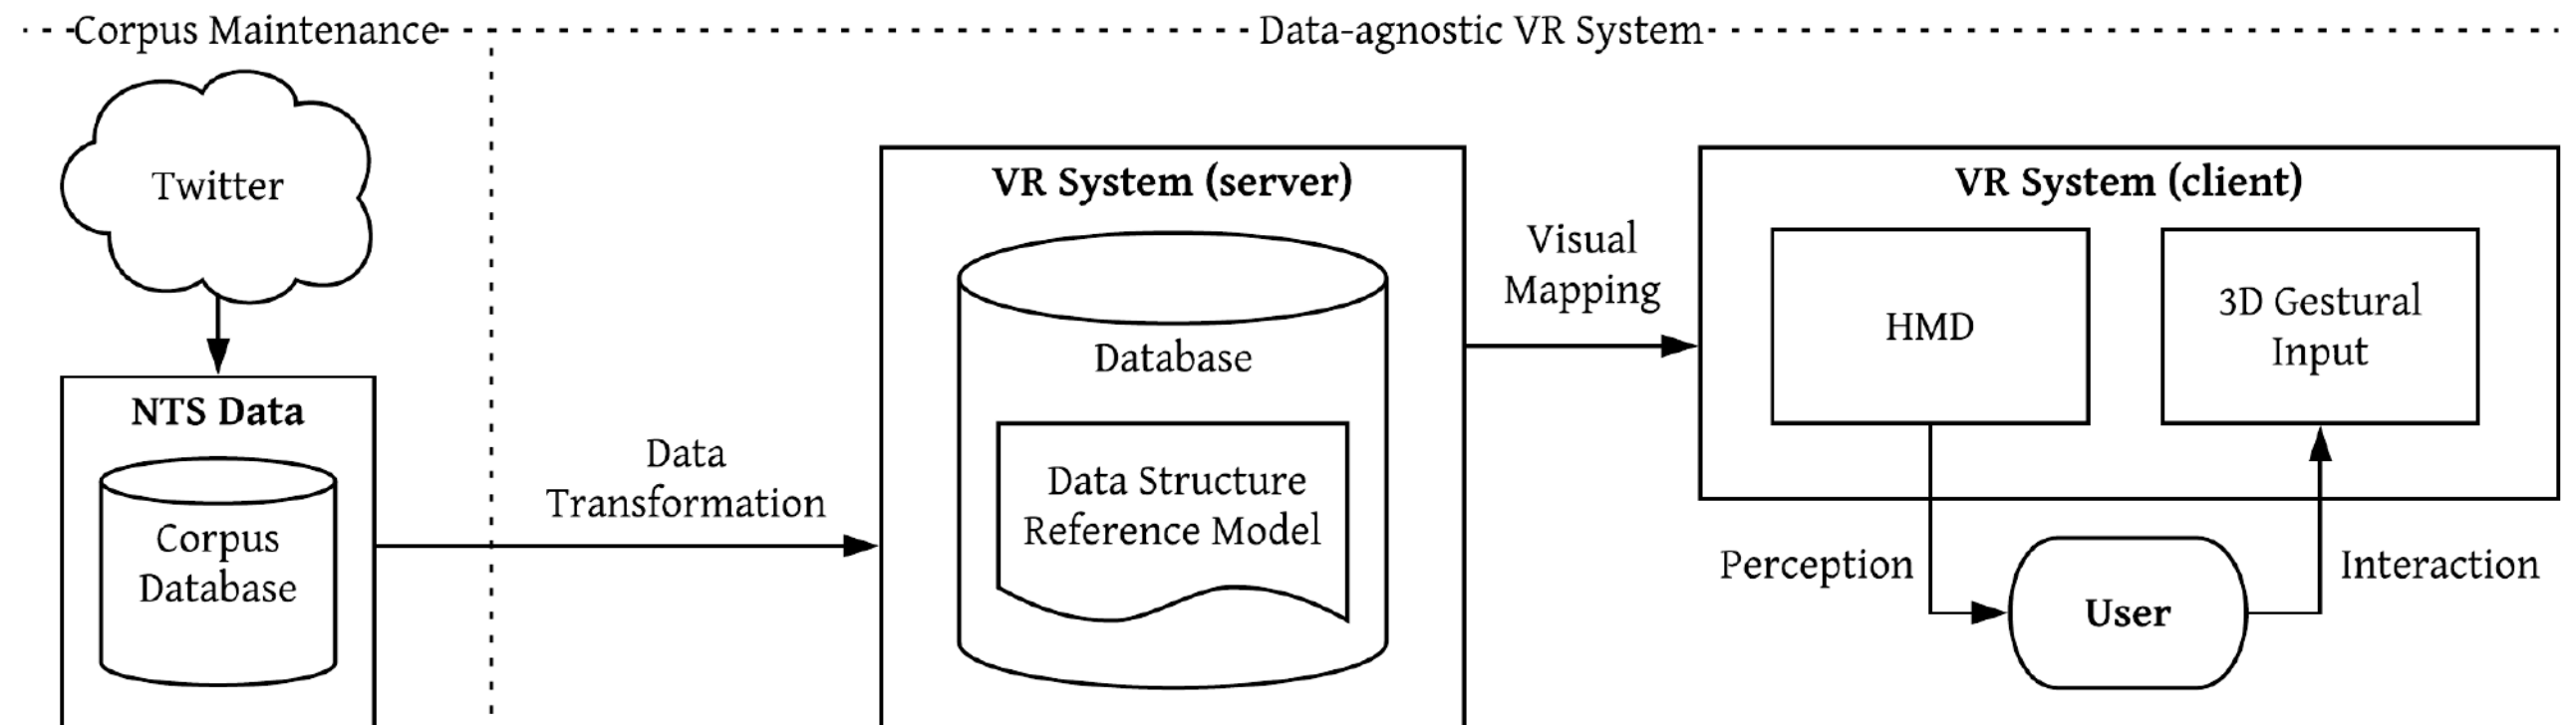 Corpus Maintenance
Data-agnostic VR System
Twitter
NTS Data
Corpus
Database
Data
Transformation
VR System (server)
Database
Data Structure
Reference Model
Visual
Mapping
VR System (client)
HMD
3D Gestural
Input
Perception
User
Interaction